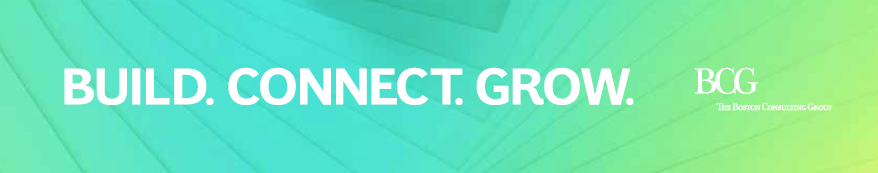 BUILD. CONNECT. GROW.
BCG
THE BOSTON CONSULTING GROUP